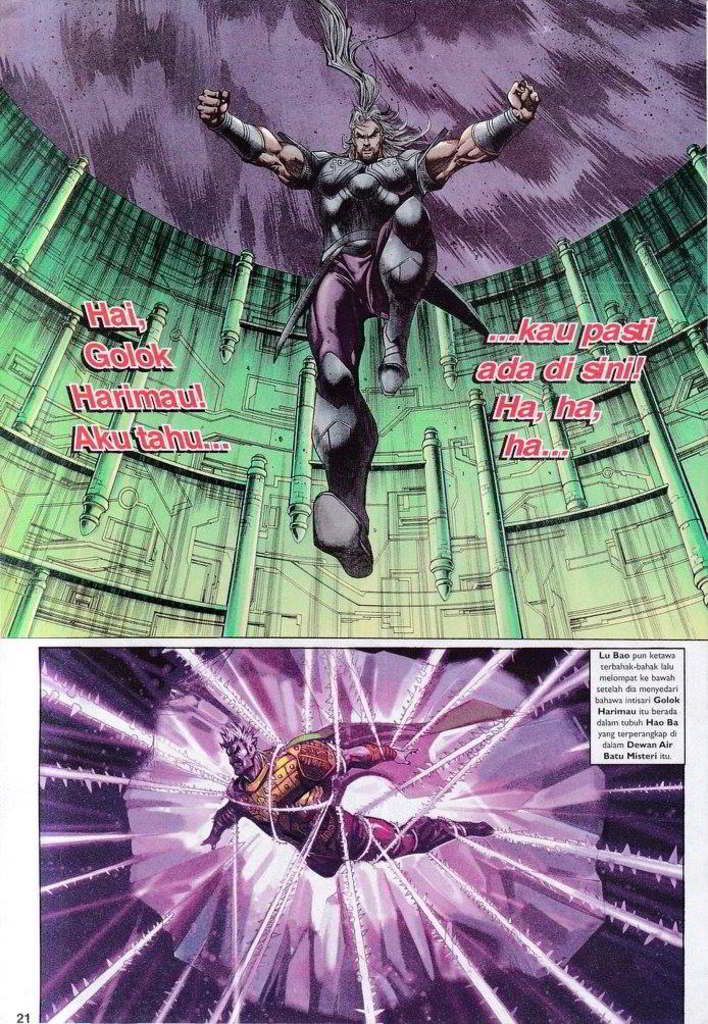 Hai,
Golok
Harimau!
Aku tahu...
...kau pasti
ada di sini!
Ha, ha,
ha...
Lu Bao pun ketawa
terbahak-bahak lalu
melompat ke bawah
setelah dia menyedari
bahawa intisari Golok
Harimau itu berada
dalam tubuh Hao Ba
yang terperangkap di
dalam Dewan Air
Batu Misteri itu.
21